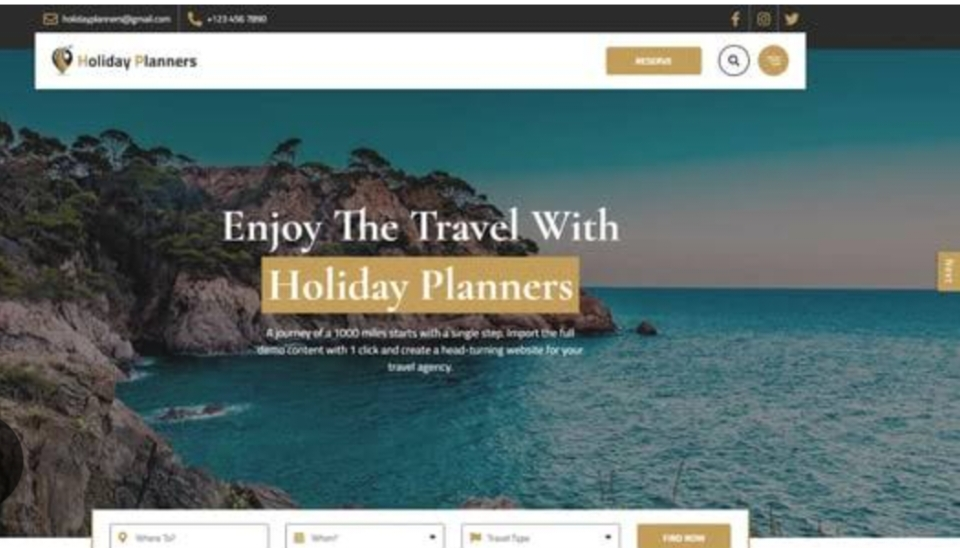 holidayplanners@gmail.com
+123 456 7890
Holiday Planners
RESERVE
Enjoy The Travel With
Holiday Planners
A journey of a 1000 miles starts with a single step. Import the full
demo content with 1 click and create a head-turning website for your
travel agency.
Next
Where To?
When?
Travel Type
FIND NOW